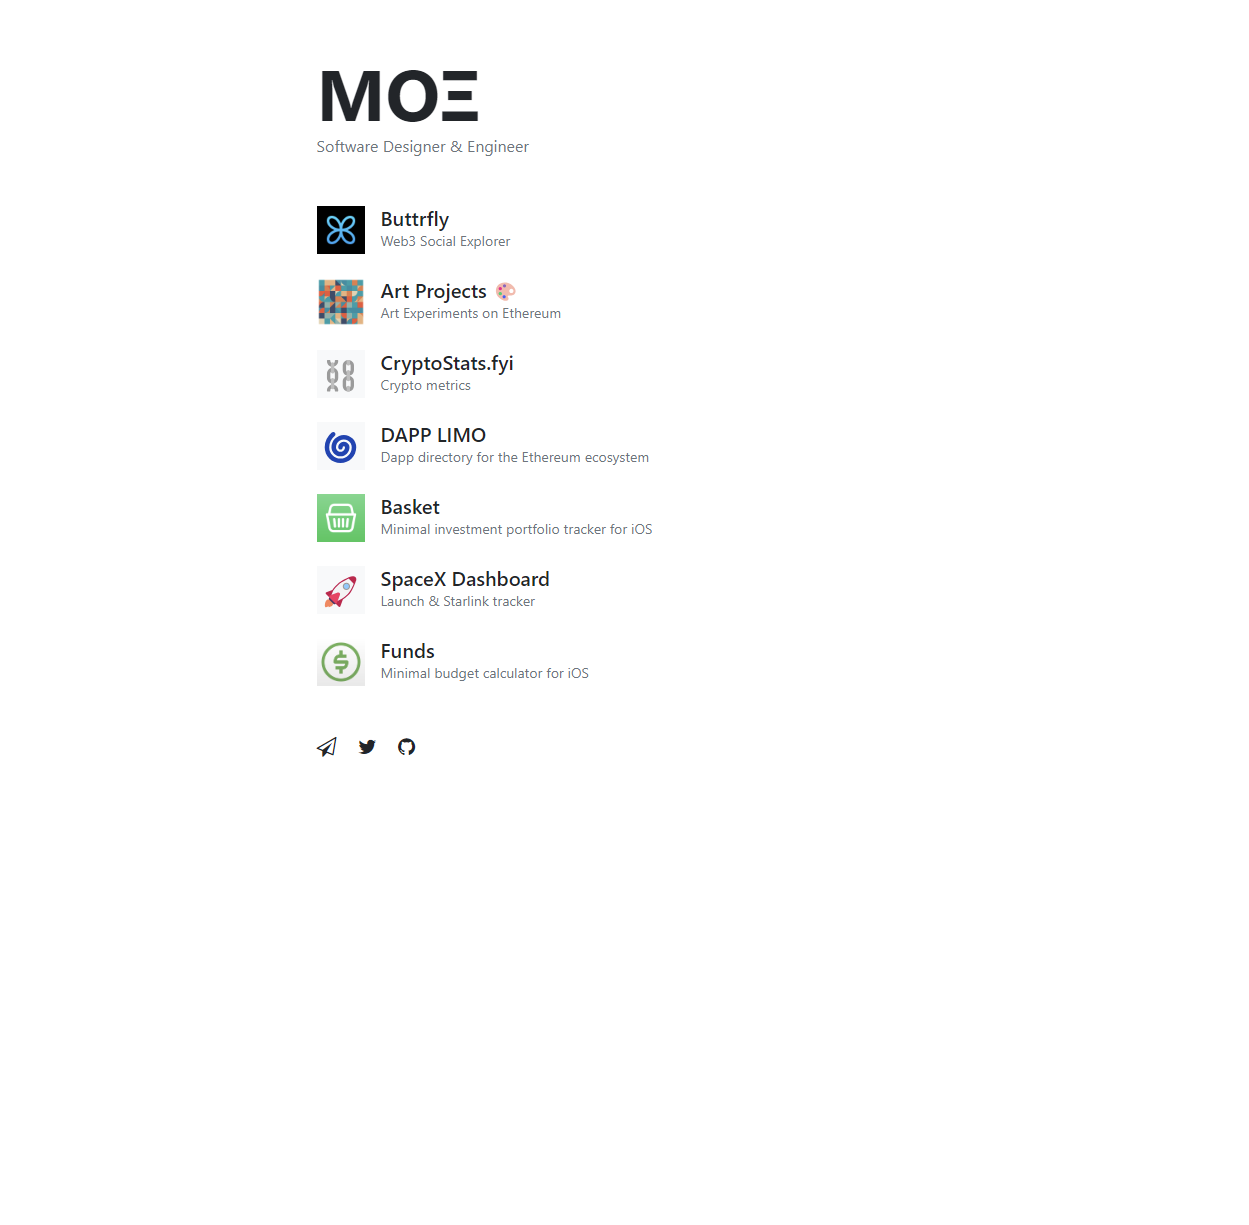 MOΞ
Software Designer & Engineer
Buttrfly
Web3 Social Explorer
Art Projects 🎨
Art Experiments on Ethereum
CryptoStats.fyi
Crypto metrics
DAPP LIMO
Dapp directory for the Ethereum ecosystem
Basket
Minimal investment portfolio tracker for iOS
SpaceX Dashboard
Launch & Starlink tracker
Funds
Minimal budget calculator for iOS